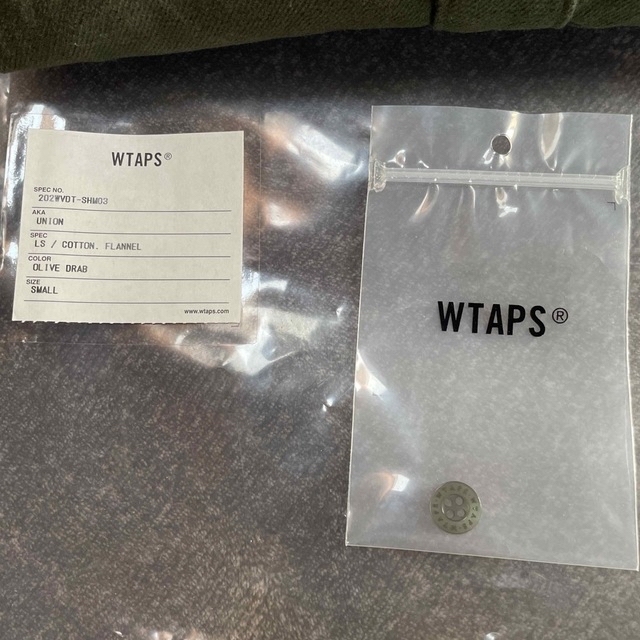 WTAPS®
SPEC NO.
202WVDT-SHM03
AKA
UNION
SPEC
LS / COTTON. FLANNEL
COLOR
OLIVE DRAB
SIZE
SMALL
www.wtaps.com
WTAPS®